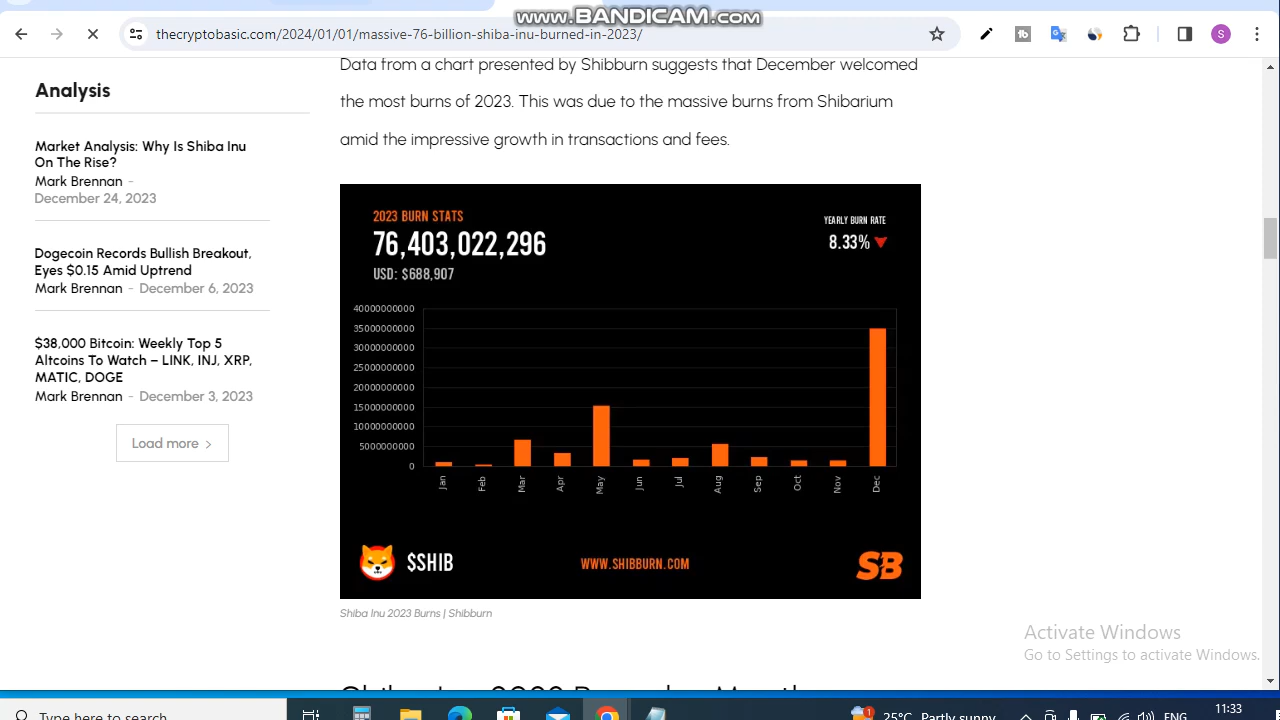 www.BANDICAM.com
thecryptobasic.com/2024/01/01/massive-76-billion-shiba-inu-burned-in-2023/
S
Analysis
Market Analysis: Why Is Shiba Inu
On The Rise?
Mark Brennan -
December 24, 2023
Dogecoin Records Bullish Breakout,
Eyes $0.15 Amid Uptrend
Mark Brennan - December 6, 2023
$38,000 Bitcoin: Weekly Top 5
Altcoins To Watch – LINK, INJ, XRP,
MATIC, DOGE
Mark Brennan - December 3, 2023
Load more
Data from a chart presented by Shibburn suggests that December welcomed
the most burns of 2023. This was due to the massive burns from Shibarium
amid the impressive growth in transactions and fees.
2023 BURN STATS
76,403,022,296
USD: $688,907
YEARLY BURN RATE
8.33%
40000000000
35000000000
30000000000
25000000000
20000000000
15000000000
10000000000
5000000000
0
Jan Feb Mar Apr May Jun Jul Aug Sep Oct Nov Dec
$SHIB
WWW.SHIBBURN.COM
SB
Shiba Inu 2023 Burns | Shibburn
Activate Windows
Go to Settings to activate Windows.
Type here to search
25°C Partly sunny
ENG
11:33